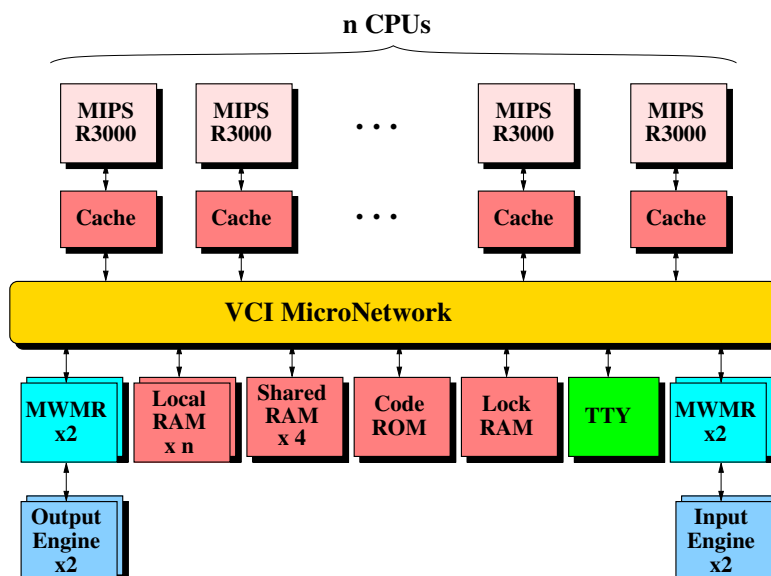 n CPUs
MIPS
R3000
MIPS
R3000
. . .
MIPS
R3000
MIPS
R3000
Cache
Cache
. . .
Cache
Cache
VCI MicroNetwork
MWMR
x2
Local
RAM
x n
Shared
RAM
x 4
Code
ROM
Lock
RAM
TTY
MWMR
x2
Output
Engine
x2
Input
Engine
x2